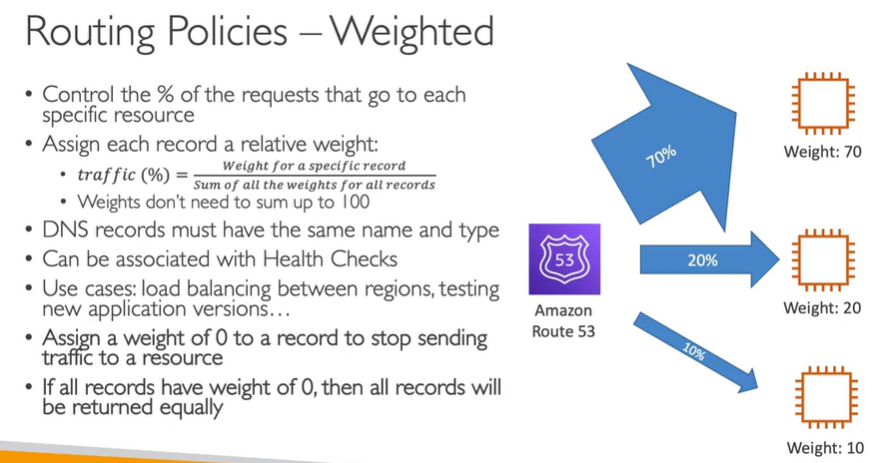 Routing Policies – Weighted
• Control the % of the requests that go to each
specific resource
• Assign each record a relative weight:
• traffic (%) = Weight for a specific record
Sum of all the weights for all records
• Weights don't need to sum up to 100
• DNS records must have the same name and type
• Can be associated with Health Checks
• Use cases: load balancing between regions, testing
new application versions…
• Assign a weight of 0 to a record to stop sending
traffic to a resource
• If all records have weight of 0, then all records will
be returned equally
53
Amazon
Route 53
70%
20%
10%
Weight: 70
Weight: 20
Weight: 10